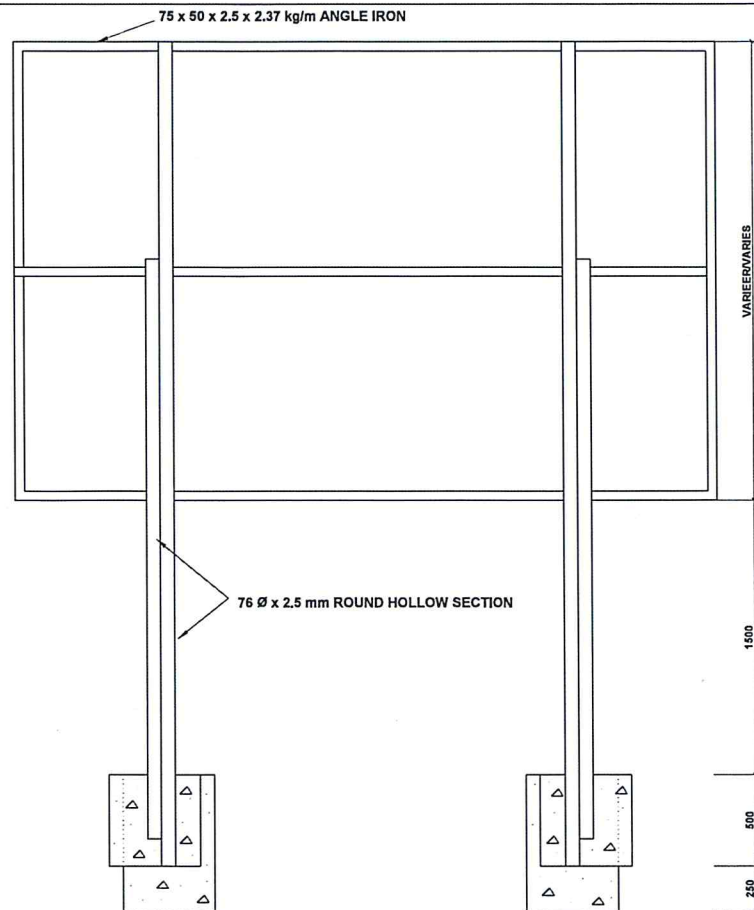 75 x 50 x 2.5 x 2.37 kg/m ANGLE IRON
VARIEER/VARIES
76 Ø x 2.5 mm ROUND HOLLOW SECTION
1500
500
250